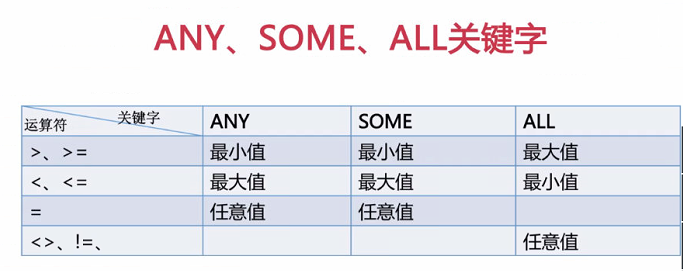 ANY、SOME、ALL关键字
关键字
运算符 ANY SOME ALL
>、>= 最小值 最小值 最大值
<、<= 最大值 最大值 最小值
= 任意值 任意值
<>、!=、 任意值